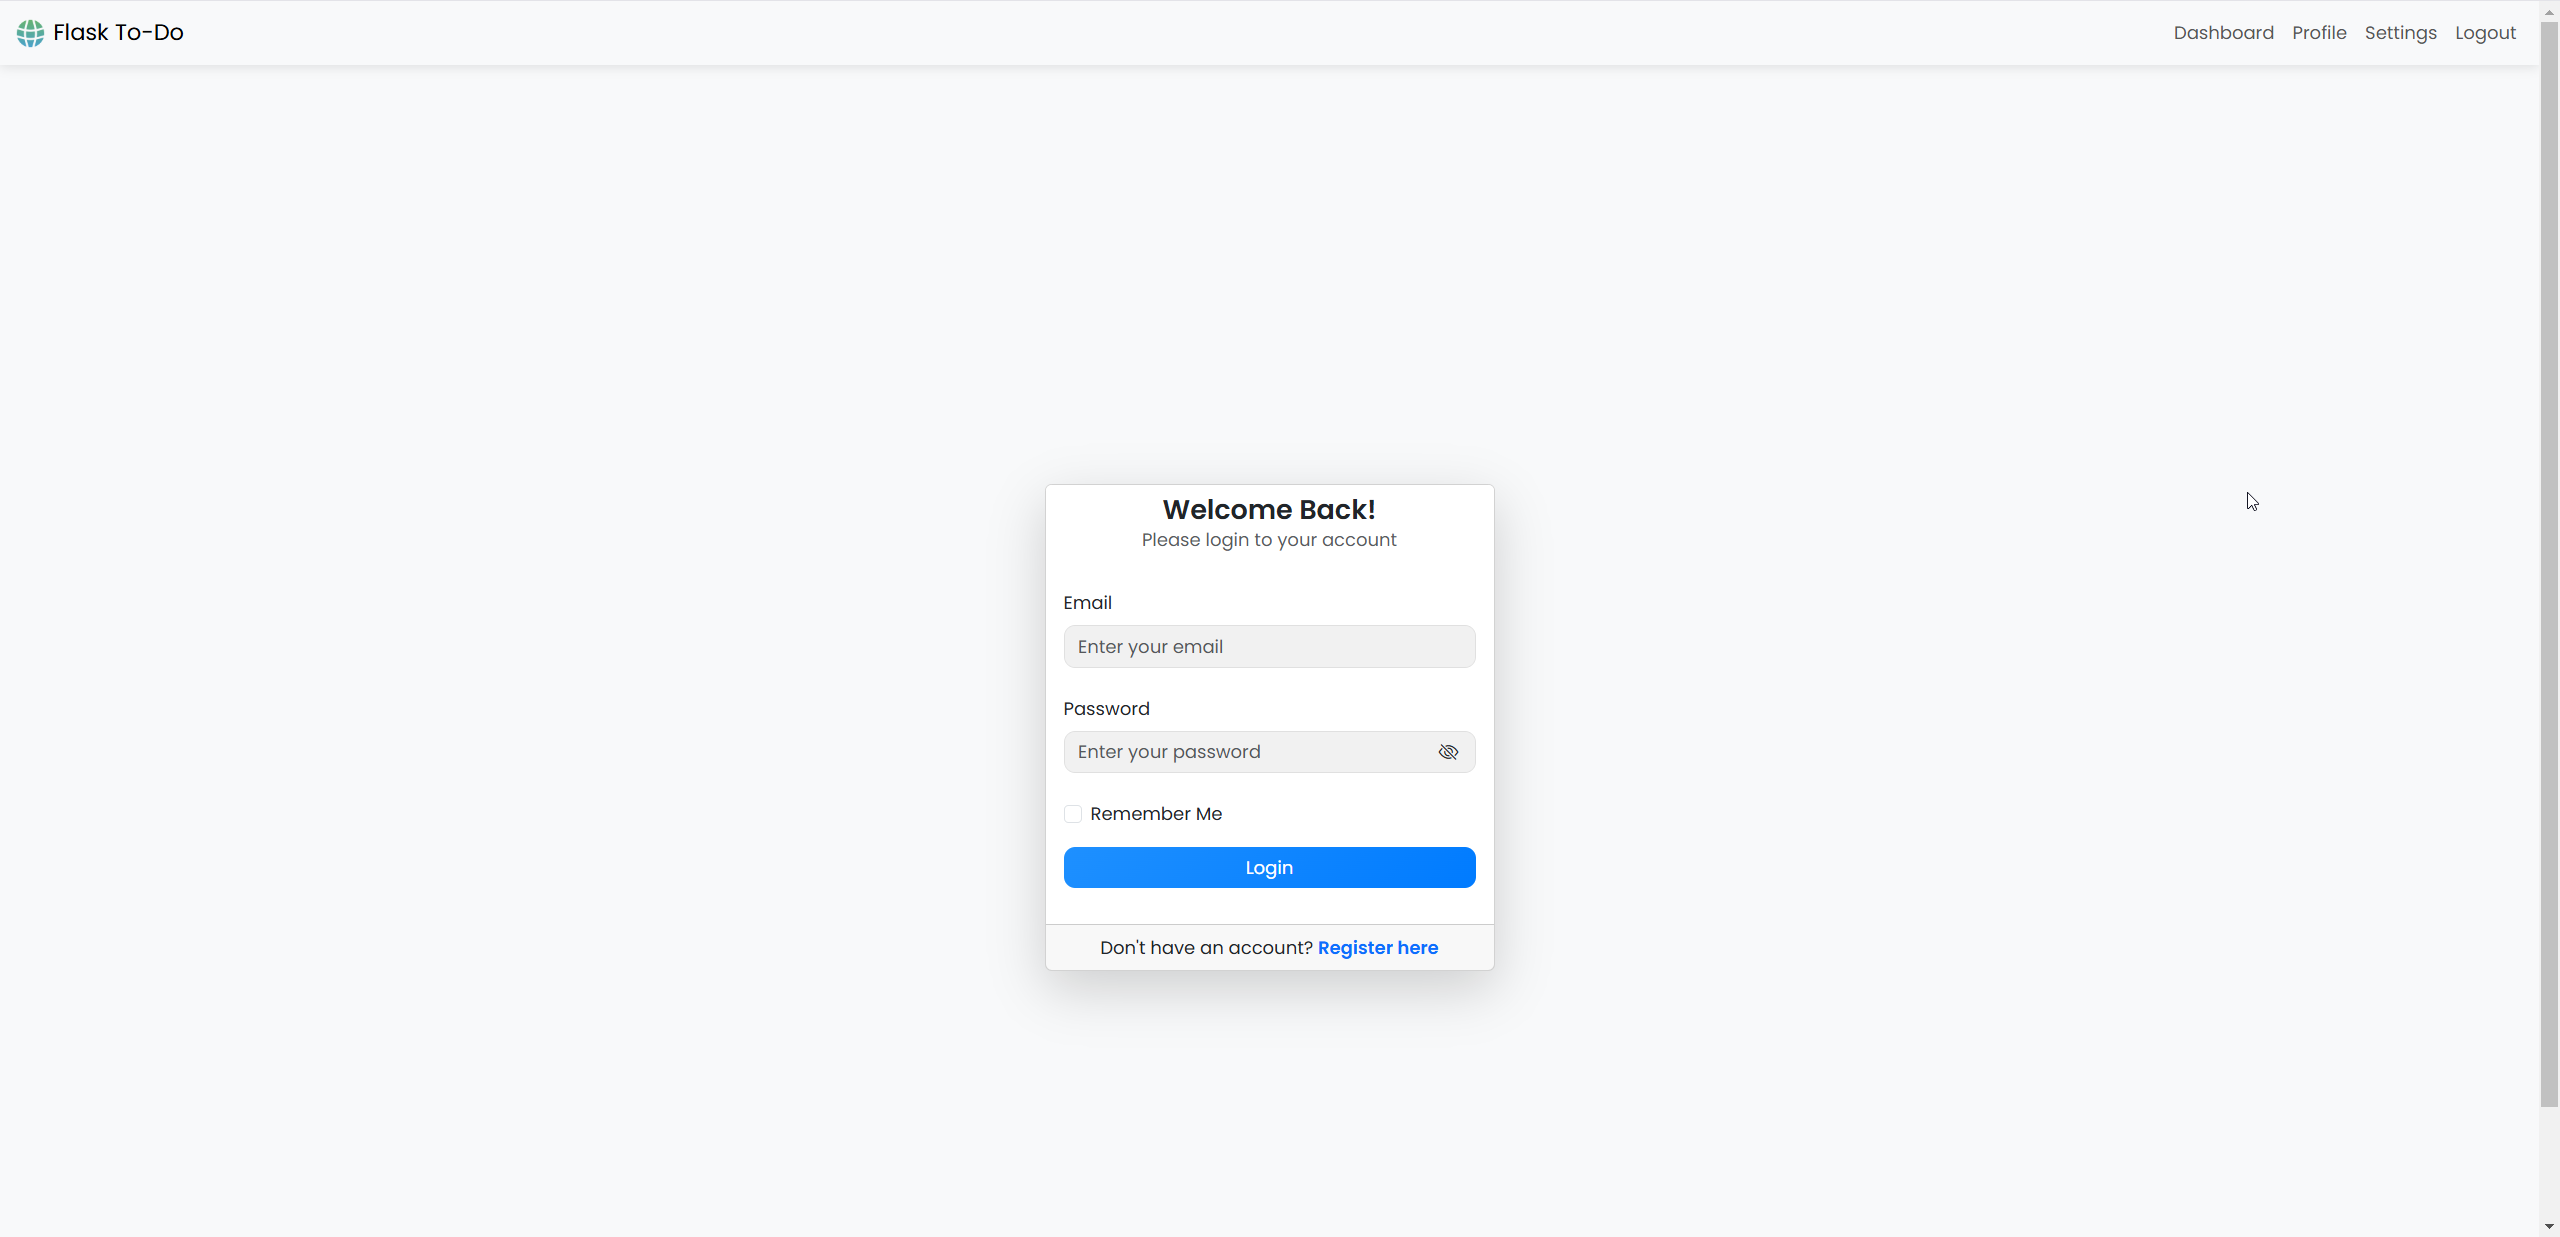 Flask To-Do
Dashboard Profile Settings Logout
Welcome Back!
Please login to your account
Email
Enter your email
Password
Enter your password
Remember Me
Login
Don't have an account? Register here